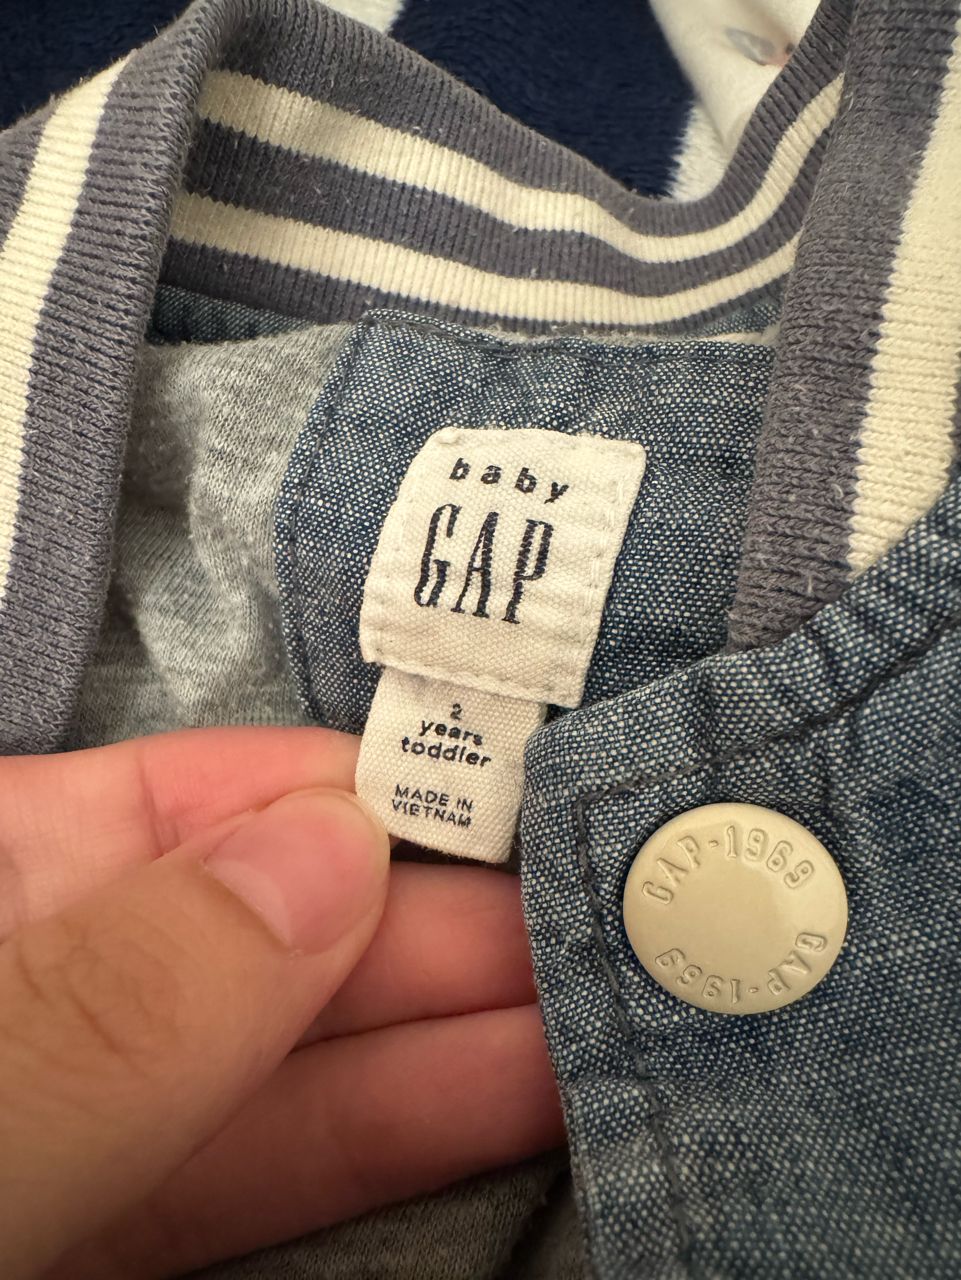 baby
GAP
2
years
toddler
MADE IN
VIETNAM
GAP-1969
GAP-1969